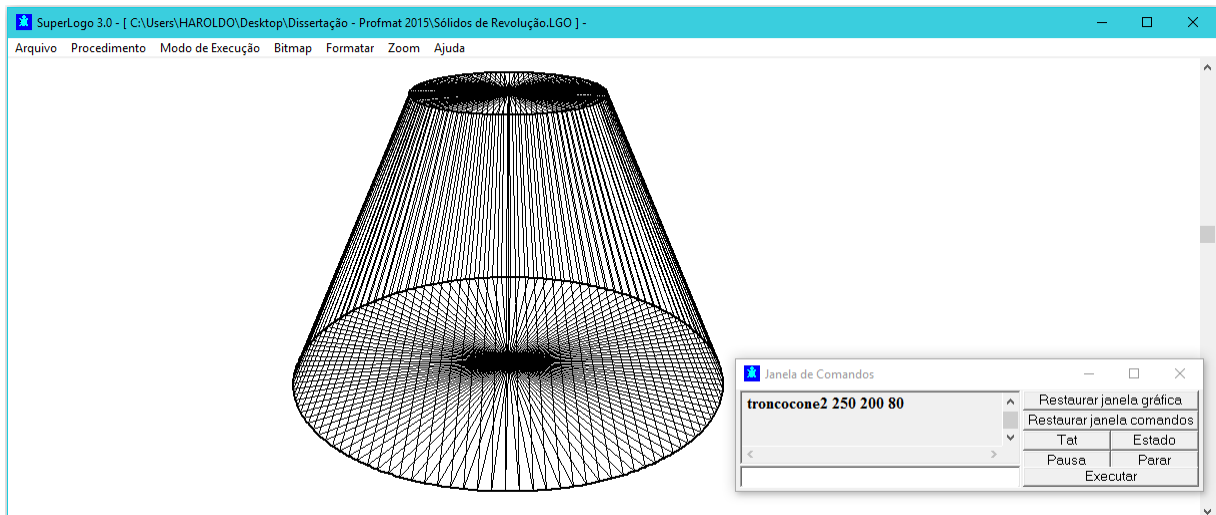 SuperLogo 3.0 - [ C:\Users\HAROLDO\Desktop\Dissertação - Profmat 2015\Sólidos de Revolução.LGO ] -
Arquivo Procedimento Modo de Execução Bitmap Formatar Zoom Ajuda
Janela de Comandos
troncocone2 250 200 80
Restaurar janela gráfica
Restaurar janela comandos
Tat Estado
Pausa Parar
Executar